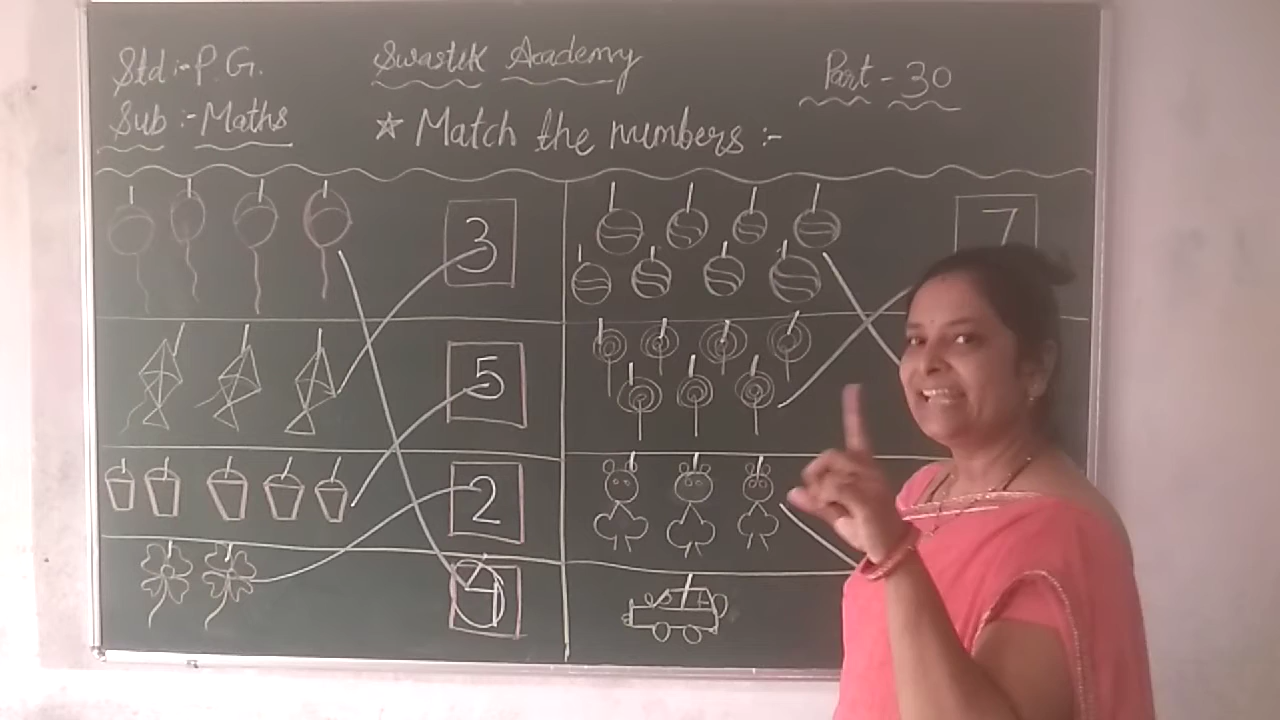 Std :- P.G.
Swastik Academy
Part - 30
Sub :- Maths
☆ Match the numbers :-
3
7
5
2
4